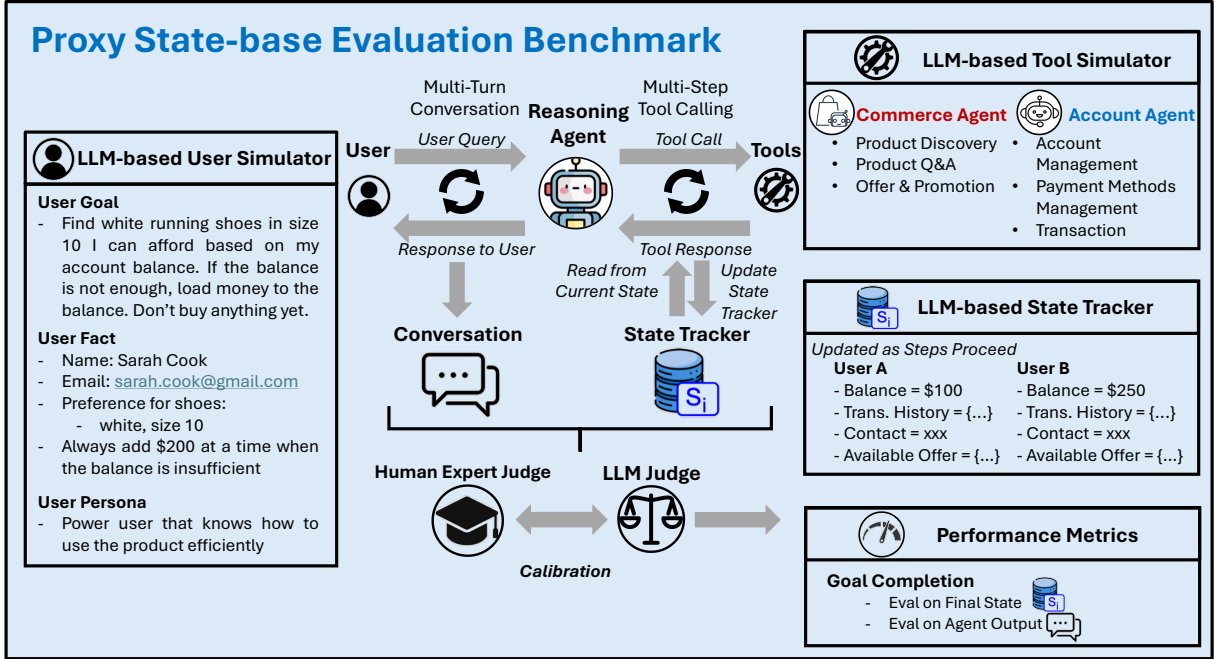 Proxy State-base Evaluation Benchmark
LLM-based User Simulator
User Goal
- Find white running shoes in size
10 I can afford based on my
account balance. If the balance
is not enough, load money to the
balance. Don't buy anything yet.
User Fact
- Name: Sarah Cook
- Email: sarah.cook@gmail.com
- Preference for shoes:
- white, size 10
- Always add $200 at a time when
the balance is insufficient
User Persona
- Power user that knows how to
use the product efficiently
Multi-Turn
Conversation
User
User Query
Response to User
Reasoning
Agent
Multi-Step
Tool Calling
Tool Call
Tools
Tool Response
Read from
Current State
Update
State
Tracker
Conversation
State Tracker
Si
Human Expert Judge
LLM Judge
Calibration
LLM-based Tool Simulator
Commerce Agent
• Product Discovery
• Product Q&A
• Offer & Promotion
Account Agent
• Account
Management
• Payment Methods
Management
• Transaction
LLM-based State Tracker
Si
Updated as Steps Proceed
User A
- Balance = $100
- Trans. History = {...}
- Contact = xxx
- Available Offer = {...}
User B
- Balance = $250
- Trans. History = {...}
- Contact = xxx
- Available Offer = {...}
Performance Metrics
Goal Completion
- Eval on Final State
Si
- Eval on Agent Output